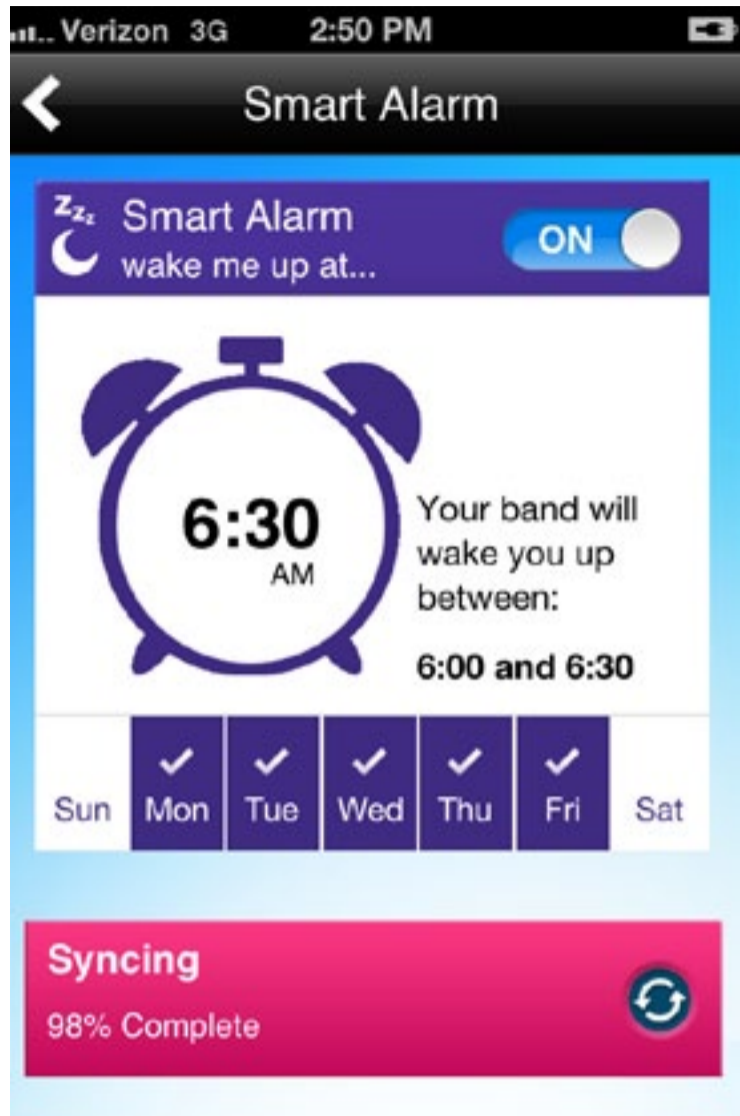 Verizon 3G 2:50 PM
Smart Alarm
zzz Smart Alarm
wake me up at...
ON
6:30
AM
Your band will
wake you up
between:
6:00 and 6:30
Sun Mon Tue Wed Thu Fri Sat
Syncing
98% Complete